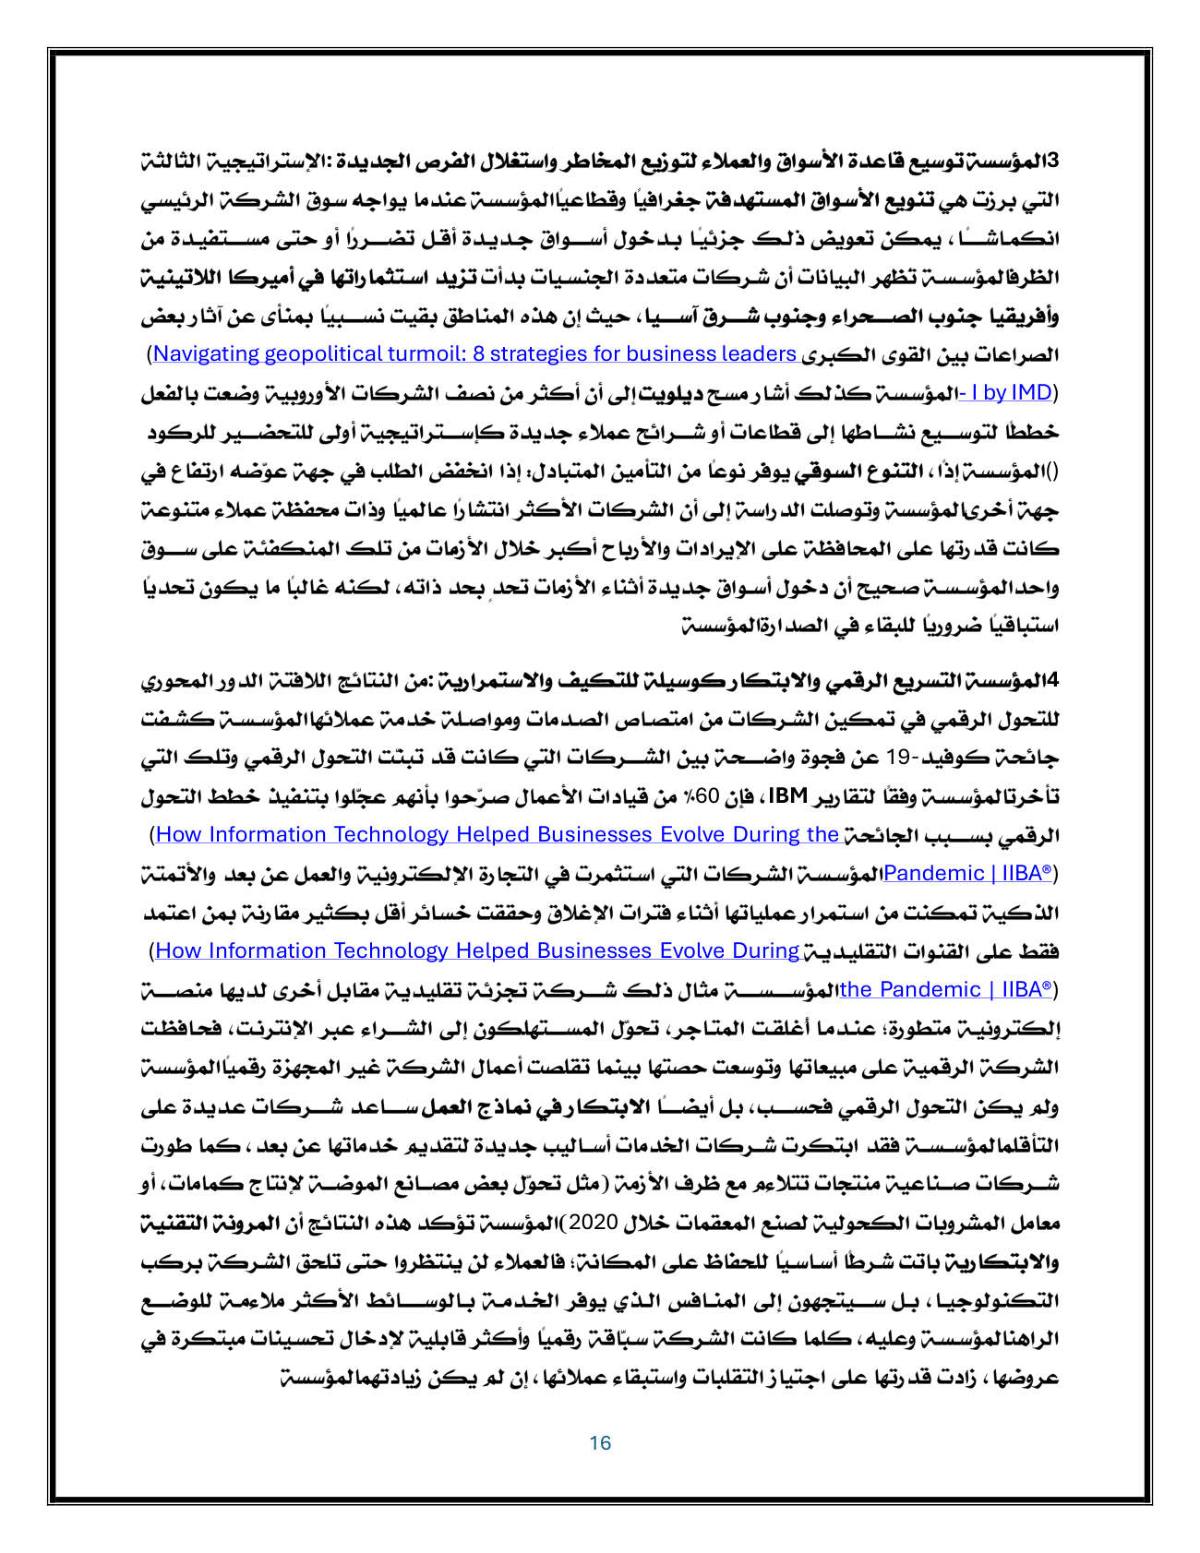 3المؤسسة توسيع قاعدة الأسواق والعملاء لتوزيع المخاطر واستغلال الفرص الجديدة :الإستراتيجية الثالثة
التي برزت هي تنويع الأسواق المستهدفة جغرافيًا وقطاعيًاالمؤسسة عندما يواجه سوق الشركة الرئيسي
انكماشًا، يمكن تعويض ذلك جزئيًا بدخول أسواق جديدة أقل تضررًا أو حتى مستفيدة من
الظرفالمؤسسة تظهر البيانات أن شركات متعددة الجنسيات بدأت تزيد استثماراتها في أميركا اللاتينية
وأفريقيا جنوب الصحراء وجنوب شرق آسيا، حيث إن هذه المناطق بقيت نسبيًا بمنأى عن آثار بعض
الصراعات بين القوى الكبرى (Navigating geopolitical turmoil: 8 strategies for business leaders
- I by IMD)المؤسسة كذلك أشار مسح ديلويت إلى أن أكثر من نصف الشركات الأوروبية وضعت بالفعل
خططًا لتوسيع نشاطها إلى قطاعات أو شرائح عملاء جديدة كإستراتيجية أولى للتحضير للركود
()المؤسسة إذًا، التنوع السوقي يوفر نوعًا من التأمين المتبادل: إذا انخفض الطلب في جهة عوّضه ارتفاع في
جهة أخرىالمؤسسة وتوصلت الدراسة إلى أن الشركات الأكثر انتشارًا عالميًا وذات محفظة عملاء متنوعة
كانت قدرتها على المحافظة على الإيرادات والأرباح أكبر خلال الأزمات من تلك المنكفئة على سوق
واحدالمؤسسة صحيح أن دخول أسواق جديدة أثناء الأزمات تحدٍ بحد ذاته، لكنه غالبًا ما يكون تحديًا
استباقيًا ضروريًا للبقاء في الصدارةالمؤسسة
4المؤسسة التسريع الرقمي والابتكار كوسيلة للتكيف والاستمرارية :من النتائج اللافتة الدور المحوري
للتحول الرقمي في تمكين الشركات من امتصاص الصدمات ومواصلة خدمة عملائهاالمؤسسة كشفت
جائحة كوفيد-19 عن فجوة واضحة بين الشركات التي كانت قد تبنّت التحول الرقمي وتلك التي
تأخرتالمؤسسة وفقًا لتقارير IBM، فإن 60% من قيادات الأعمال صرّحوا بأنهم عجّلوا بتنفيذ خطط التحول
الرقمي بسبب الجائحة (How Information Technology Helped Businesses Evolve During the
Pandemic | IIBA®)المؤسسة الشركات التي استثمرت في التجارة الإلكترونية والعمل عن بعد والأتمتة
الذكية تمكنت من استمرار عملياتها أثناء فترات الإغلاق وحققت خسائر أقل بكثير مقارنة بمن اعتمد
فقط على القنوات التقليدية (How Information Technology Helped Businesses Evolve During
the Pandemic | IIBA®)المؤسسة مثال ذلك شركة تجزئة تقليدية مقابل أخرى لديها منصة
إلكترونية متطورة؛ عندما أغلقت المتاجر، تحوّل المستهلكون إلى الشراء عبر الإنترنت، فحافظت
الشركة الرقمية على مبيعاتها وتوسعت حصتها بينما تقلصت أعمال الشركة غير المجهزة رقميًاالمؤسسة
ولم يكن التحول الرقمي فحسب، بل أيضًا الابتكار في نماذج العمل ساعد شركات عديدة على
التأقلمالمؤسسة فقد ابتكرت شركات الخدمات أساليب جديدة لتقديم خدماتها عن بعد، كما طورت
شركات صناعية منتجات تتلاءم مع ظرف الأزمة (مثل تحوّل بعض مصانع الموضة لإنتاج كمامات، أو
معامل المشروبات الكحولية لصنع المعقمات خلال 2020)المؤسسة تؤكد هذه النتائج أن المرونة التقنية
والابتكارية باتت شرطًا أساسيًا للحفاظ على المكانة؛ فالعملاء لن ينتظروا حتى تلحق الشركة بركب
التكنولوجيا، بل سيتجهون إلى المنافس الذي يوفر الخدمة بالوسائط الأكثر ملاءمة للوضع
الراهنالمؤسسة وعليه، كلما كانت الشركة سبّاقة رقميًا وأكثر قابلية لإدخال تحسينات مبتكرة في
عروضها، زادت قدرتها على اجتياز التقلبات واستبقاء عملائها، إن لم يكن زيادتهمالمؤسسة
16